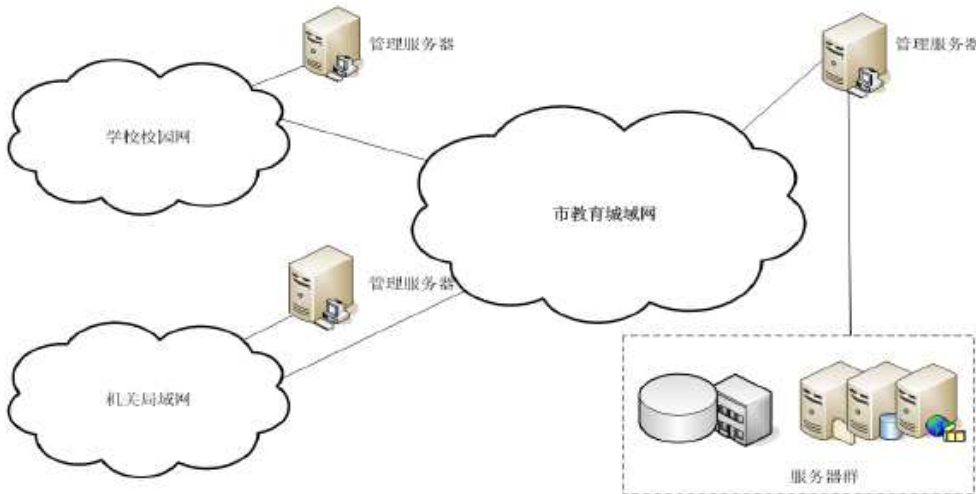 管理服务器
管理服务器
学校校园网
市教育城域网
管理服务器
机关局域网
服务器群